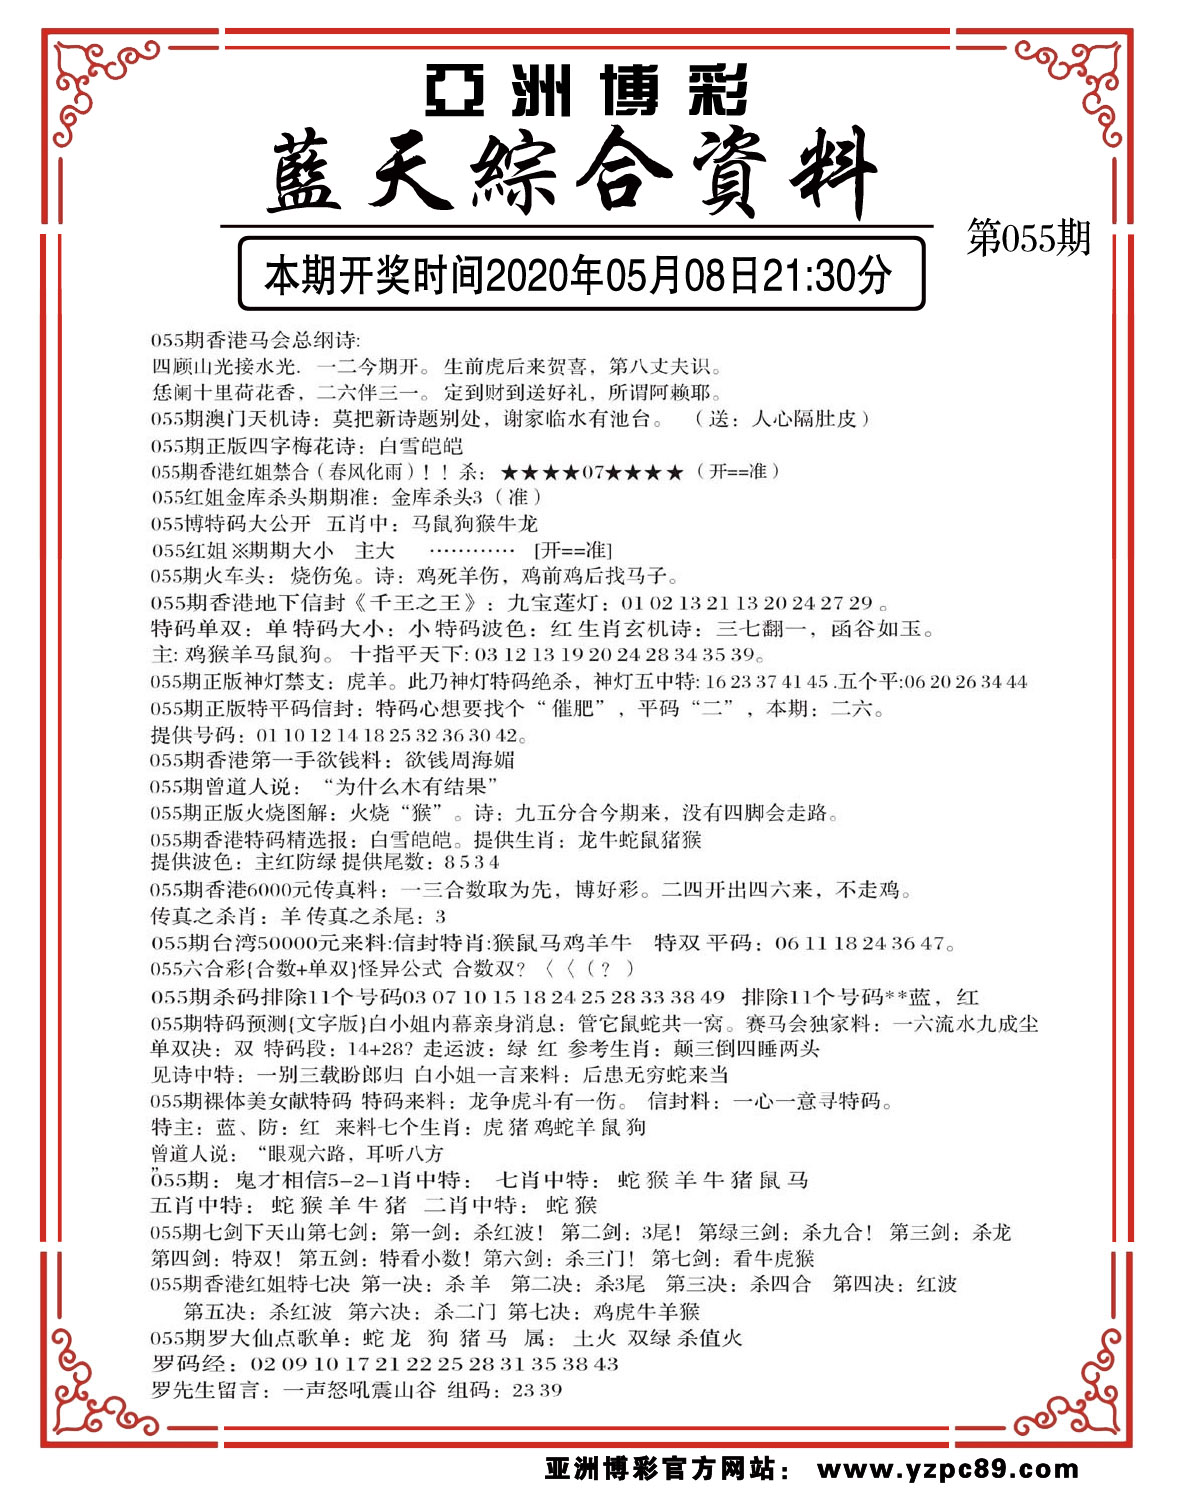 亞洲博彩
藍天綜合資料
第055期
本期开奖时间2020年05月08日21:30分
055期香港马会总纲诗:
四顾山光接水光．一二今期开。生前虎后来贺喜，第八丈夫识。
恁阑十里荷花香，二六伴三一。定到财到送好礼，所谓阿赖耶。
055期澳门天机诗：莫把新诗题别处，谢家临水有池台。 （送：人心隔肚皮）
055期正版四字梅花诗：白雪皑皑
055期香港红姐禁合（春风化雨）！！杀：★★★★07★★★★（开==准）
055红姐金库杀头期期准：金库杀头3（准）
055博特码大公开 五肖中：马鼠狗猴牛龙
055红姐※期期大小 主大 ………… [开==准]
055期火车头：烧伤兔。诗：鸡死羊伤，鸡前鸡后找马子。
055期香港地下信封《千王之王》：九宝莲灯：01 02 13 21 13 20 24 27 29 。
特码单双：单 特码大小：小 特码波色：红 生肖玄机诗：三七翻一，函谷如玉。
主: 鸡猴羊马鼠狗。 十指平天下: 03 12 13 19 20 24 28 34 35 39。
055期正版神灯禁支：虎羊。此乃神灯特码绝杀，神灯五中特: 16 23 37 41 45 .五个平:06 20 26 34 44
055期正版特平码信封：特码心想要找个“催肥”，平码“二”，本期：二六。
提供号码：01 10 12 14 18 25 32 36 30 42。
055期香港第一手欲钱料：欲钱周海媚
055期曾道人说：“为什么木有结果”
055期正版火烧图解：火烧“猴”。诗：九五分合今期来，没有四脚会走路。
055期香港特码精选报：白雪皑皑。提供生肖：龙牛蛇鼠猪猴
提供波色：主红防绿 提供尾数：8 5 3 4
055期香港6000元传真料：一三合数取为先，博好彩。二四开出四六来，不走鸡。
传真之杀肖：羊 传真之杀尾：3
055期台湾50000元来料:信封特肖:猴鼠马鸡羊牛 特双 平码：06 11 18 24 36 47。
055六合彩{合数+单双}怪异公式 合数双？〈〈（？）
055期杀码排除11个号码03 07 10 15 18 24 25 28 33 38 49 排除11个号码**蓝，红
055期特码预测{文字版}白小姐内幕亲身消息：管它鼠蛇共一窝。赛马会独家料：一六流水九成尘
单双决：双 特码段：14+28？走运波：绿 红 参考生肖：颠三倒四睡两头
见诗中特：一别三载盼郎归 白小姐一言来料：后患无穷蛇来当
055期裸体美女献特码 特码来料：龙争虎斗有一伤。 信封料：一心一意寻特码。
特主：蓝、防：红 来料七个生肖：虎 猪 鸡蛇羊 鼠 狗
曾道人说：“眼观六路，耳听八方
”
055期：鬼才相信5-2-1肖中特： 七肖中特： 蛇 猴 羊 牛 猪 鼠 马
五肖中特： 蛇 猴 羊 牛 猪 二肖中特： 蛇 猴
055期七剑下天山第七剑：第一剑：杀红波！ 第二剑：3尾！ 第绿三剑：杀九合！ 第三剑：杀龙
第四剑：特双！ 第五剑：特看小数！第六剑：杀三门！ 第七剑：看牛虎猴
055期香港红姐特七决 第一决：杀 羊 第二决：杀3尾 第三决：杀四合 第四决：红波
第五决：杀红波 第六决：杀二门 第七决：鸡虎牛羊猴
055期罗大仙点歌单：蛇 龙 狗 猪 马 属： 土火 双绿 杀值火
罗码经：02 09 10 17 21 22 25 28 31 35 38 43
罗先生留言：一声怒吼震山谷 组码：23 39
亚洲博彩官方网站： www.yzpc89.com